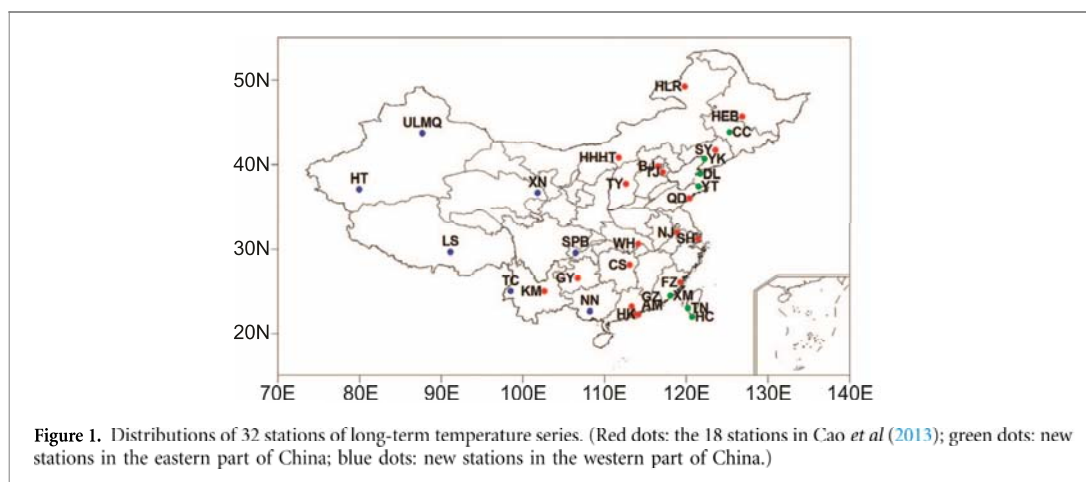 50N
HLR
HEB
CC
ULMQ
SY
YK
HHHT
BJ
TJ
40N
DL
HT
XN
TY
YT
QD
NJ
SH
LS
SPB
WH
30N
CS
TC
GY
FZ
KM
GZ
XM
AM
TN
NN
HK
HC
20N
70E 80E 90E 100E 110E 120E 130E 140E
Figure 1. Distributions of 32 stations of long-term temperature series. (Red dots: the 18 stations in Cao et al (2013); green dots: new
stations in the eastern part of China; blue dots: new stations in the western part of China.)